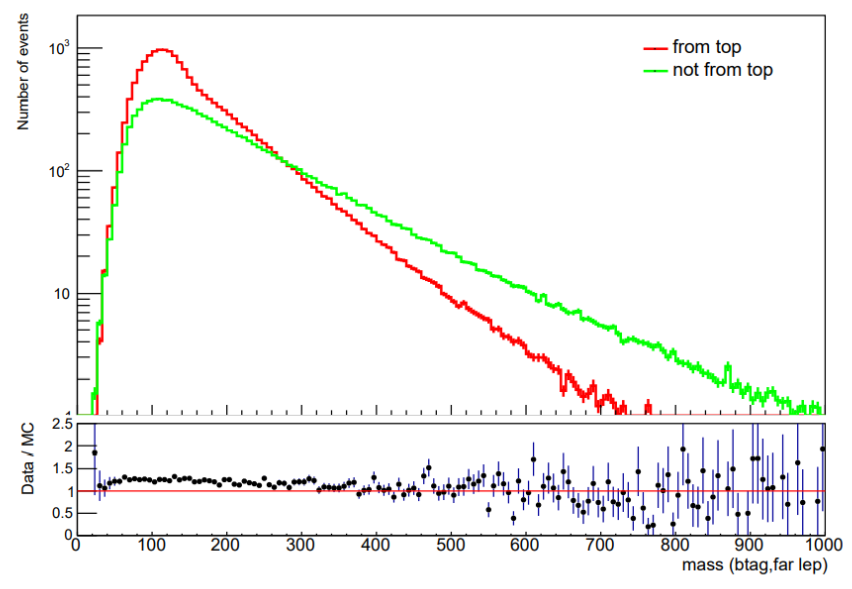 Number of events
10³
10²
10
1
from top
not from top
Data / MC
2.5
2
1.5
1
0.5
0
0 100 200 300 400 500 600 700 800 900 1000
mass (btag,far lep)